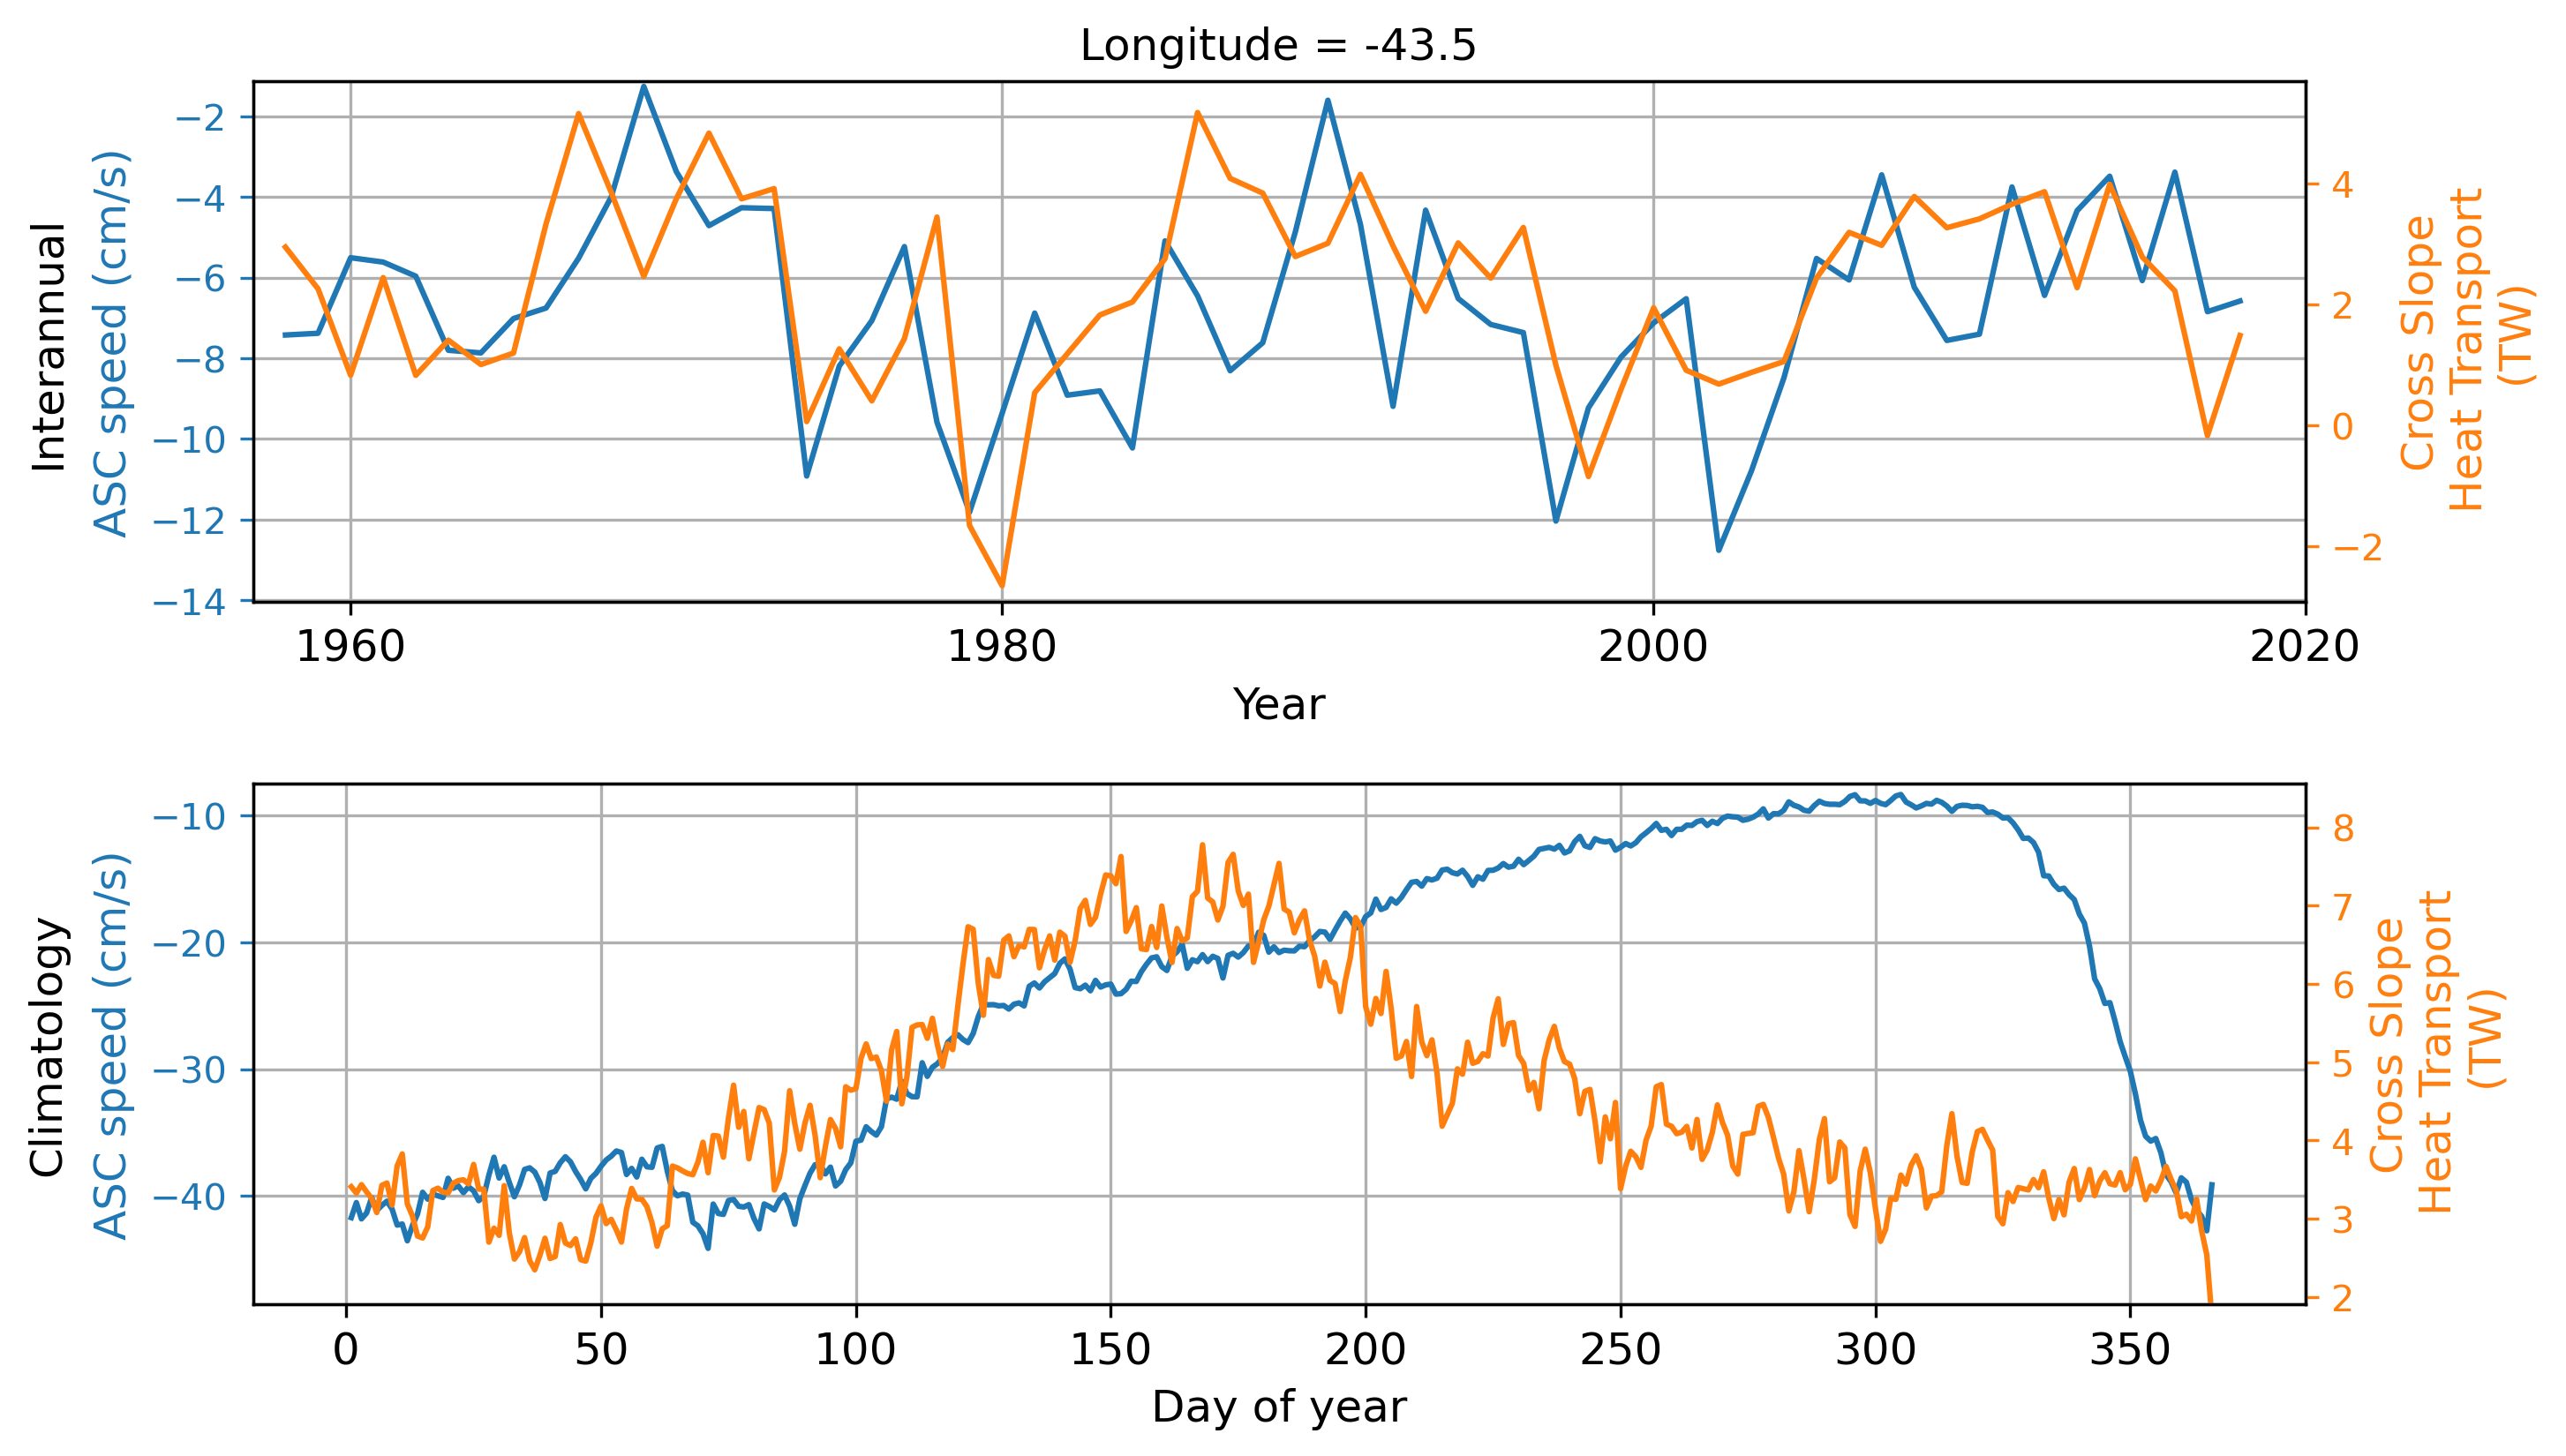 Longitude = -43.5
Interannual
ASC speed (cm/s)
−2
−4
−6
−8
−10
−12
−14
4
2
0
−2
Cross Slope
Heat Transport
(TW)
1960
1980
2000
2020
Year
Climatology
ASC speed (cm/s)
−10
−20
−30
−40
8
7
6
5
4
3
2
Cross Slope
Heat Transport
(TW)
0
50
100
150
200
250
300
350
Day of year